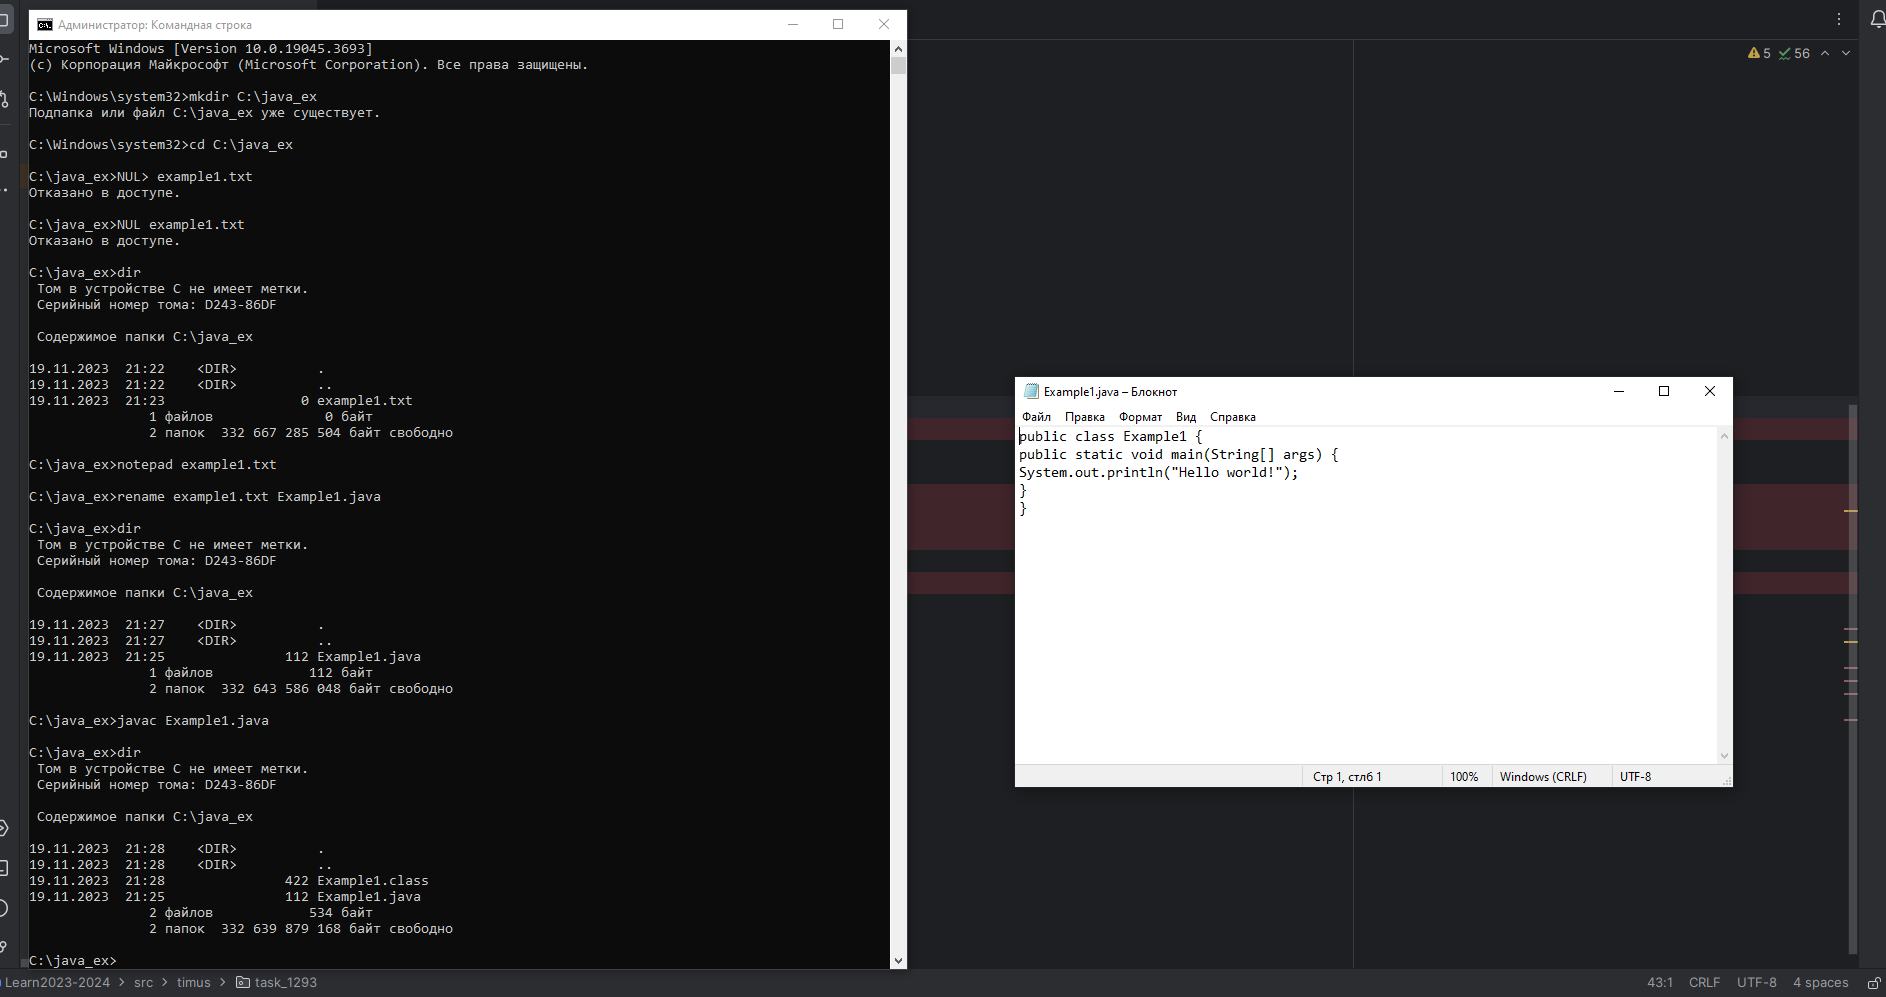 Администратор: Командная строка
Microsoft Windows [Version 10.0.19045.3693]
(c) Корпорация Майкрософт (Microsoft Corporation). Все права защищены.
C:\Windows\system32>mkdir C:\java_ex
Подпапка или файл C:\java_ex уже существует.
C:\Windows\system32>cd C:\java_ex
C:\java_ex>NUL> example1.txt
Отказано в доступе.
C:\java_ex>NUL example1.txt
Отказано в доступе.
C:\java_ex>dir
Том в устройстве C не имеет метки.
Серийный номер тома: D243-86DF
Содержимое папки C:\java_ex
19.11.2023  21:22    <DIR>          .
19.11.2023  21:22    <DIR>          ..
19.11.2023  21:23                 0 example1.txt
1 файлов              0 байт
2 папок  332 667 285 504 байт свободно
C:\java_ex>notepad example1.txt
C:\java_ex>rename example1.txt Example1.java
C:\java_ex>dir
Том в устройстве C не имеет метки.
Серийный номер тома: D243-86DF
Содержимое папки C:\java_ex
19.11.2023  21:27    <DIR>          .
19.11.2023  21:27    <DIR>          ..
19.11.2023  21:25               112 Example1.java
1 файлов            112 байт
2 папок  332 643 586 048 байт свободно
C:\java_ex>javac Example1.java
C:\java_ex>dir
Том в устройстве C не имеет метки.
Серийный номер тома: D243-86DF
Содержимое папки C:\java_ex
19.11.2023  21:28    <DIR>          .
19.11.2023  21:28    <DIR>          ..
19.11.2023  21:28               422 Example1.class
19.11.2023  21:25               112 Example1.java
2 файлов            534 байт
2 папок  332 639 879 168 байт свободно
C:\java_ex>
5 56
Example1.java – Блокнот
Файл Правка Формат Вид Справка
public class Example1 {
public static void main(String[] args) {
System.out.println("Hello world!");
}
}
Стр 1, стлб 1 100% Windows (CRLF) UTF-8
Learn2023-2024 > src > timus > task_1293 43:1 CRLF UTF-8 4 spaces